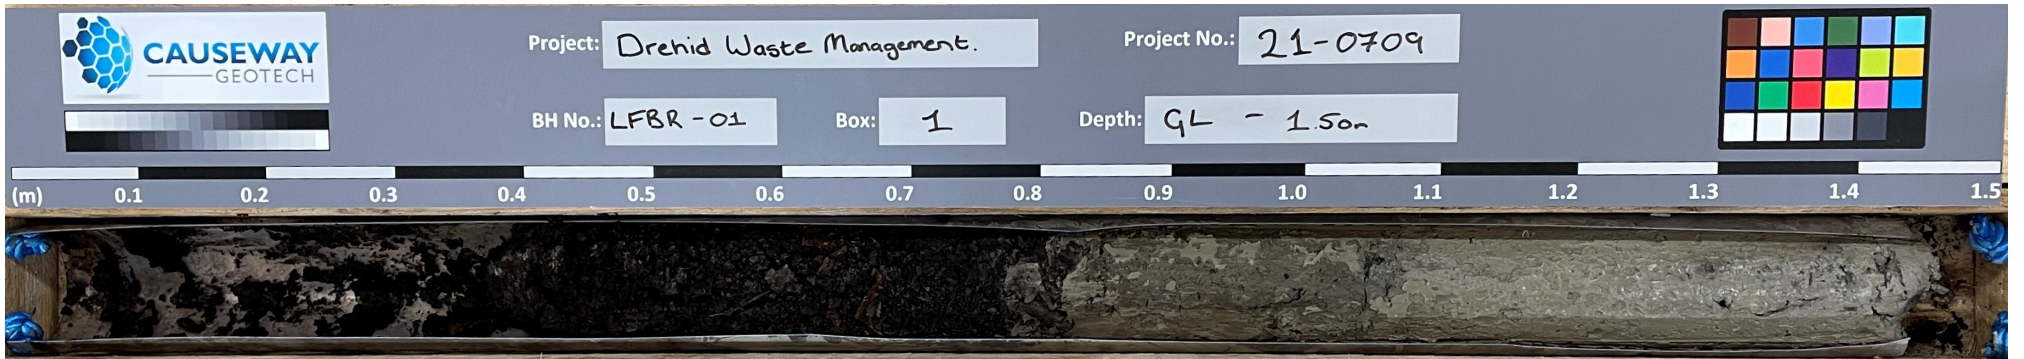 CAUSEWAY
GEOTECH
Project: Drehid Waste Management.
Project No.: 21-0709
BH No.: LFBR-01
Box: 1
Depth: GL - 1.50m
(m) 0.1 0.2 0.3 0.4 0.5 0.6 0.7 0.8 0.9 1.0 1.1 1.2 1.3 1.4 1.5